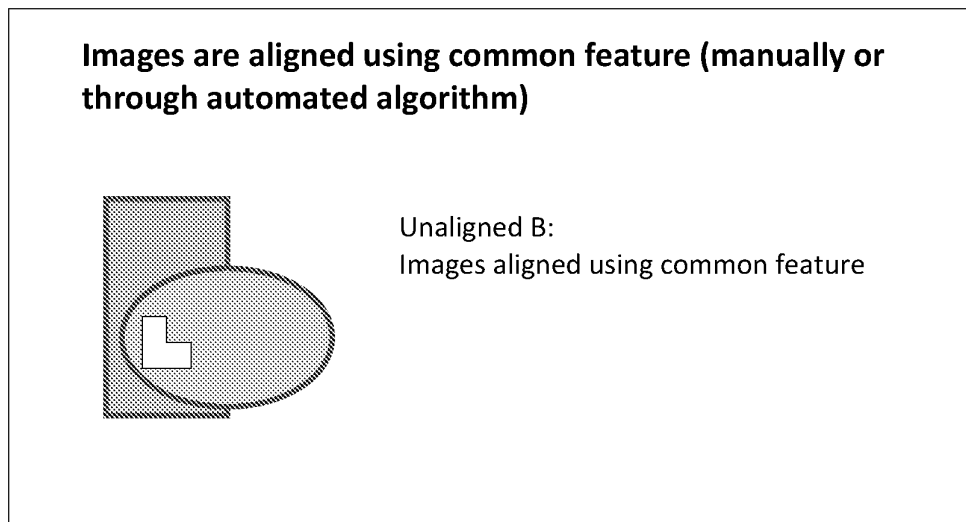 Images are aligned using common feature (manually or
through automated algorithm)
Unaligned B:
Images aligned using common feature